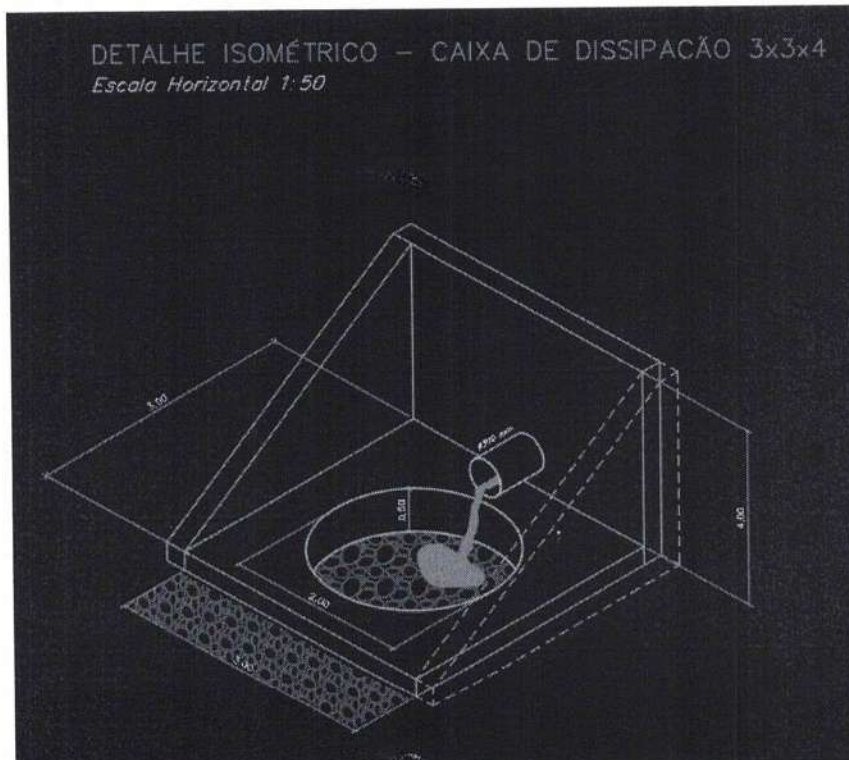 DETALHE ISOMÉTRICO – CAIXA DE DISSIPACÃO 3x3x4
Escala Horizontal 1:50
3,00
0,50
4,00
2,00
3,00